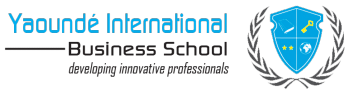 Yaoundé International
Business School
developing innovative professionals